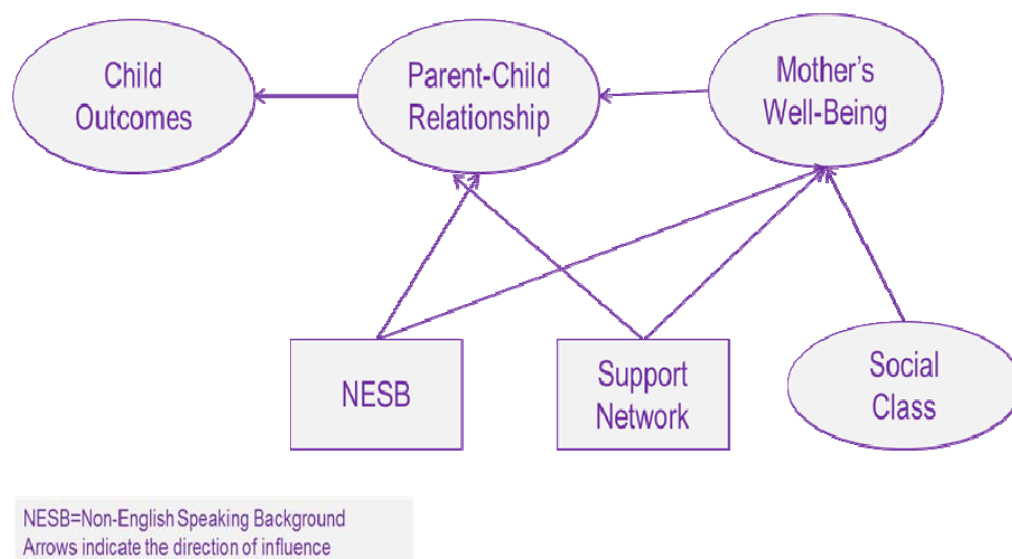 Child
Outcomes
Parent-Child
Relationship
Mother's
Well-Being
NESB
Support
Network
Social
Class
NESB=Non-English Speaking Background
Arrows indicate the direction of influence